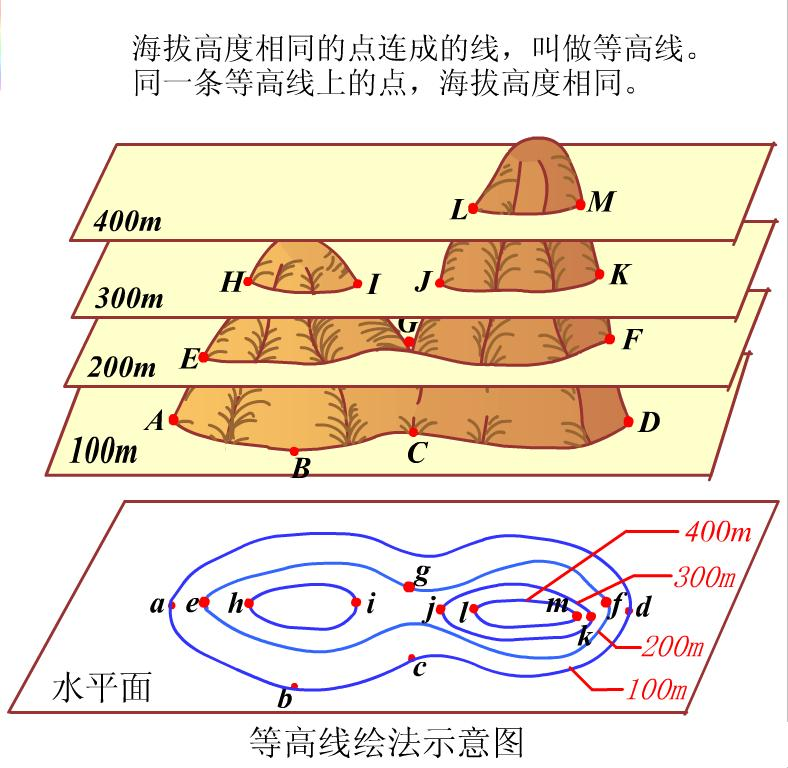 海拔高度相同的点连成的线，叫做等高线。
同一条等高线上的点，海拔高度相同。
400m
L
M
300m
H
I
J
K
200m
E
G
F
100m
A
B
C
D
400m
300m
200m
100m
a
e
h
i
g
j
l
m
k
f
d
b
c
水平面
等高线绘法示意图